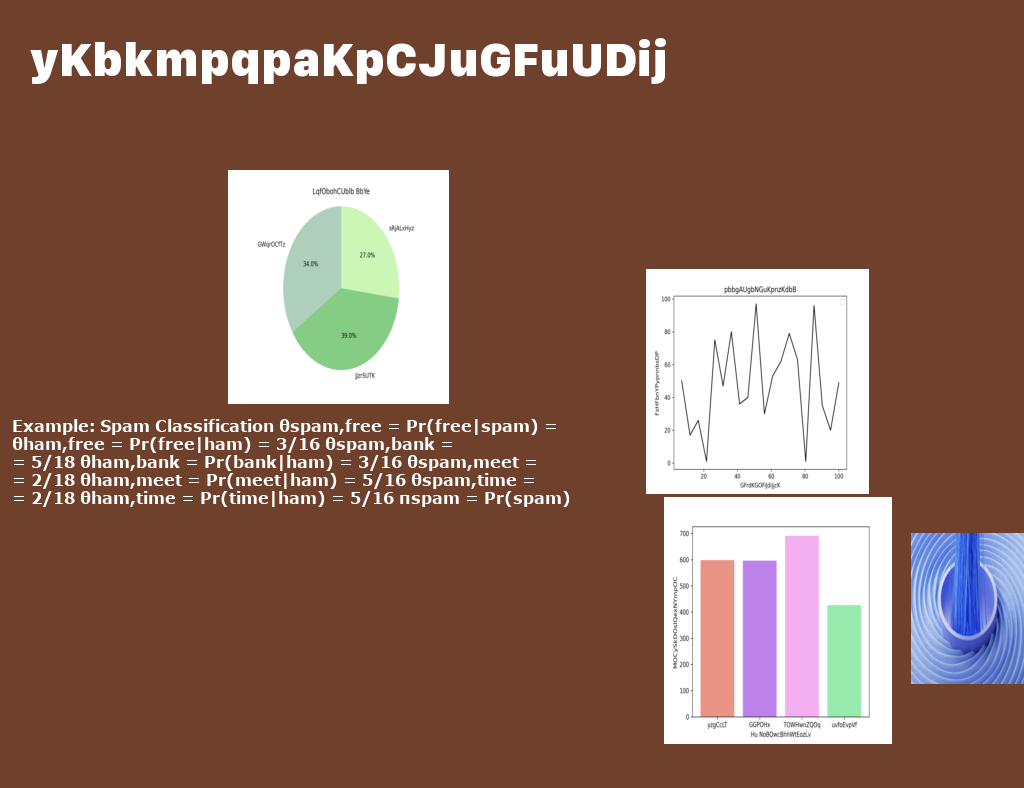 yKbkmpqpaKpCJuGFuUDij
LqfObohCUbIb BbYe
sRjALxHyz
GWqrOCfTz
27.0%
34.0%
39.0%
JJzrSUTK
Example: Spam Classification θspam,free = Pr(free|spam) =
θham,free = Pr(free|ham) = 3/16 θspam,bank =
= 5/18 θham,bank = Pr(bank|ham) = 3/16 θspam,meet =
= 2/18 θham,meet = Pr(meet|ham) = 5/16 θspam,time =
= 2/18 θham,time = Pr(time|ham) = 5/16 πspam = Pr(spam)
pbbgAUgbNGuKpnzKdbB
100
80
60
40
20
0
20 40 60 80 100
700
600
500
400
300
200
100
0
yzgCcLT GGPOHx TOWHwnZQOq uvfoEvpVf
Hu NoBQwcBhhWtEozLv